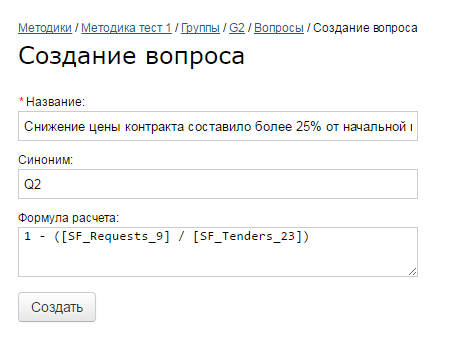 Методики / Методика тест 1 / Группы / G2 / Вопросы / Создание вопроса
Создание вопроса
* Название:
Снижение цены контракта составило более 25% от начальной
Синоним:
Q2
Формула расчета:
1 - ([SF_Requests_9] / [SF_Tenders_23])
Создать